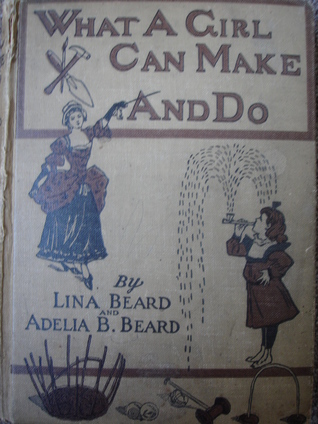 WHAT A GIRL
CAN MAKE
AND DO
By
LINA BEARD
AND
ADELIA B. BEARD